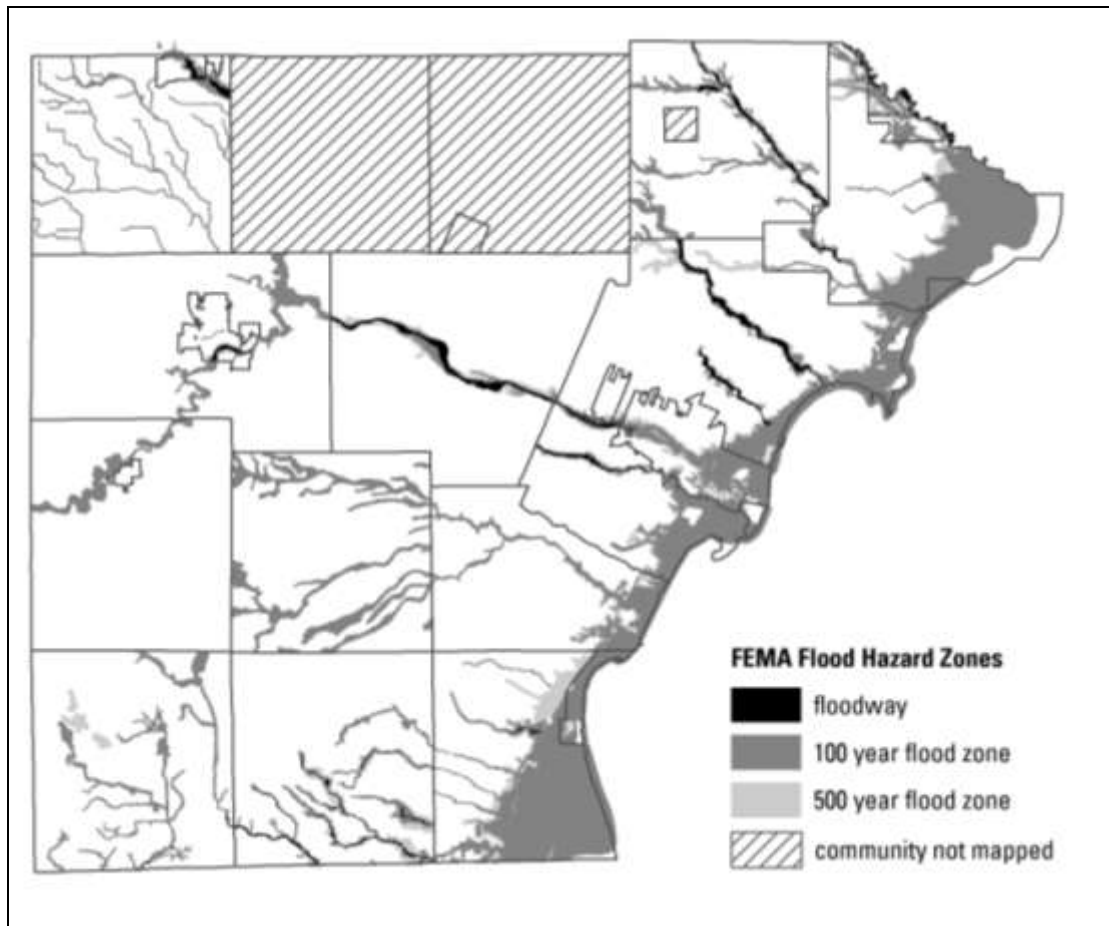 FEMA Flood Hazard Zones
floodway
100 year flood zone
500 year flood zone
community not mapped